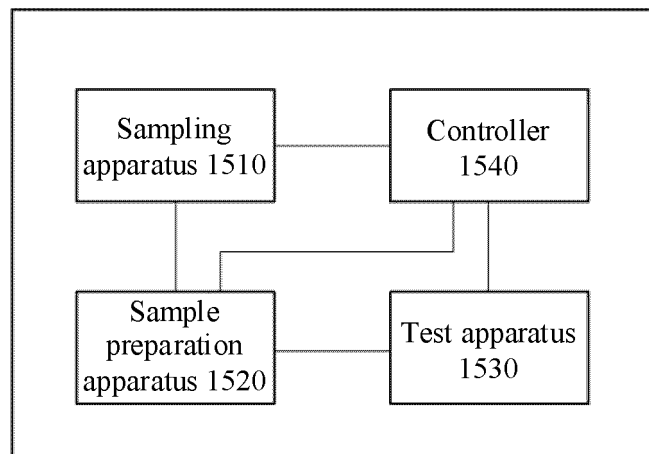 Sampling
apparatus 1510
Controller
1540
Sample
preparation
apparatus 1520
Test apparatus
1530